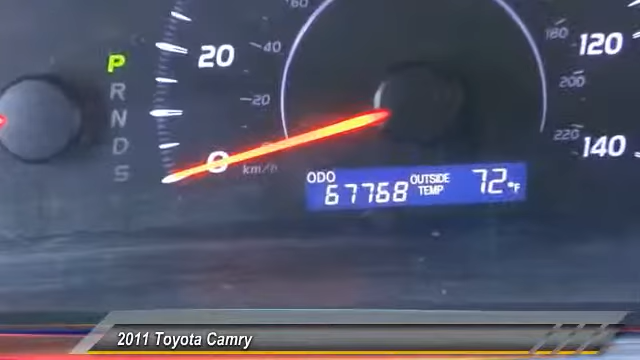 60
20
40
20
0
km/h
P
R
N
D
S
180
120
200
220
140
ODO 67768 OUTSIDE TEMP 72°F
2011 Toyota Camry